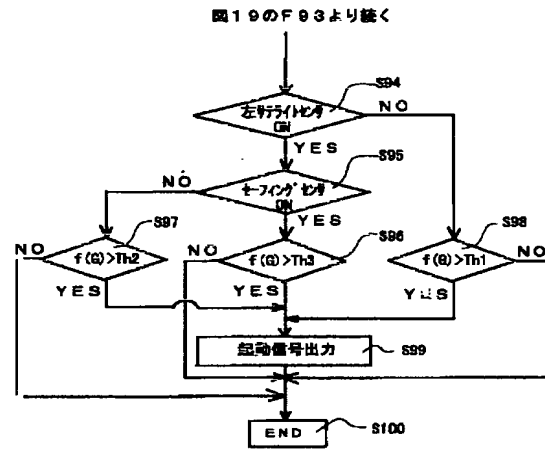 図19のF93より続く
S94
左サテライトセンサ
ON
NO
YES
S95
セーフィングセンサ
ON
NO
YES
S97
f(G)>Th2
NO
YES
S96
f(G)>Th3
NO
YES
S98
f(G)>Th1
NO
YES
起動信号出力
S99
END
S100